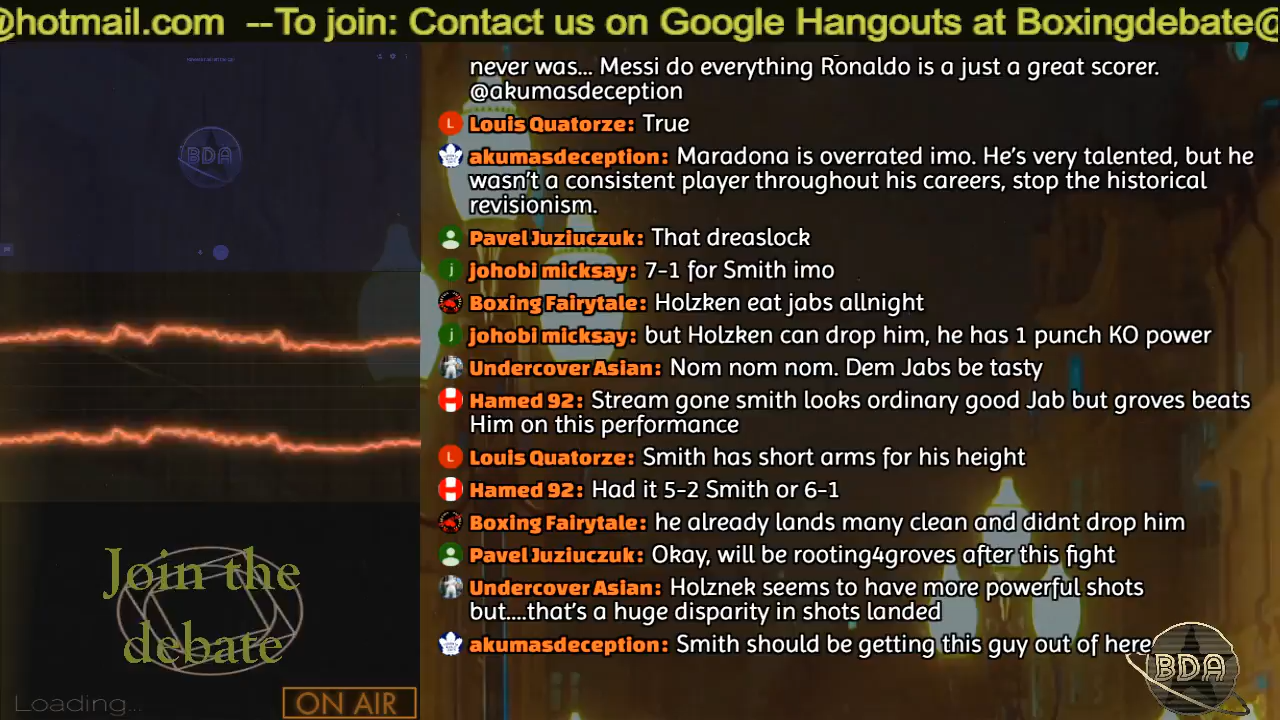 @hotmail.com --To join: Contact us on Google Hangouts at Boxingdebate@
never was... Messi do everything Ronaldo is a just a great scorer.
@akumasdeception
L Louis Quatorze: True
akumasdeception: Maradona is overrated imo. He's very talented, but he
wasn't a consistent player throughout his careers, stop the historical
revisionism.
Pavel Juziuczuk: That dreaslock
j johobi micksay: 7-1 for Smith imo
Boxing Fairytale: Holzken eat jabs allnight
j johobi micksay: but Holzken can drop him, he has 1 punch KO power
Undercover Asian: Nom nom nom. Dem Jabs be tasty
Hamed 92: Stream gone smith looks ordinary good Jab but groves beats
Him on this performance
L Louis Quatorze: Smith has short arms for his height
Hamed 92: Had it 5-2 Smith or 6-1
Boxing Fairytale: he already lands many clean and didnt drop him
Pavel Juziuczuk: Okay, will be rooting4groves after this fight
Undercover Asian: Holznek seems to have more powerful shots
but....that's a huge disparity in shots landed
akumasdeception: Smith should be getting this guy out of here
BDA
BDA
Join the
debate
Loading...
ON AIR